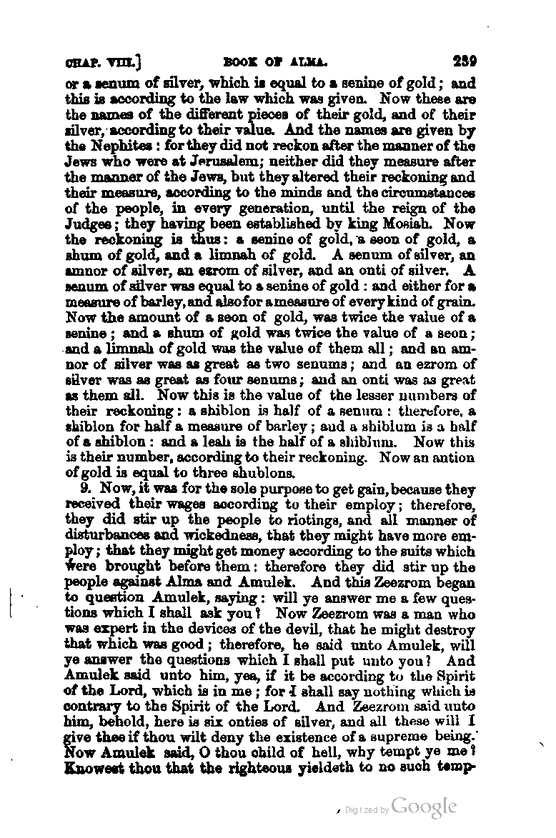 CHAP. VIII.] BOOK OF ALMA. 239
or a senum of silver, which is equal to a senine of gold; and
this is according to the law which was given. Now these are
the names of the different pieces of their gold, and of their
silver, according to their value. And the names are given by
the Nephites: for they did not reckon after the manner of the
Jews who were at Jerusalem; neither did they measure after
the manner of the Jews, but they altered their reckoning and
their measure, according to the minds and the circumstances
of the people, in every generation, until the reign of the
Judges; they having been established by king Mosiah. Now
the reckoning is thus: a senine of gold, a seon of gold, a
shum of gold, and a limnah of gold. A senum of silver, an
amnor of silver, an ezrom of silver, and an onti of silver. A
senum of silver was equal to a senine of gold: and either for a
measure of barley, and also for a measure of every kind of grain.
Now the amount of a seon of gold, was twice the value of a
senine; and a shum of gold was twice the value of a seon;
and a limnah of gold was the value of them all; and an am-
nor of silver was as great as two senums; and an ezrom of
silver was as great as four senums; and an onti was as great
as them all. Now this is the value of the lesser numbers of
their reckoning: a shiblon is half of a senum: therefore, a
shiblon for half a measure of barley; and a shiblum is a half
of a shiblon: and a leah is the half of a shiblum. Now this
is their number, according to their reckoning. Now an antion
of gold is equal to three shublons.
9. Now, it was for the sole purpose to get gain, because they
received their wages according to their employ; therefore,
they did stir up the people to riotings, and all manner of
disturbances and wickedness, that they might have more em-
ploy; that they might get money according to the suits which
were brought before them: therefore they did stir up the
people against Alma and Amulek. And this Zeezrom began
to question Amulek, saying: will ye answer me a few ques-
tions which I shall ask you? Now Zeezrom was a man who
was expert in the devices of the devil, that he might destroy
that which was good; therefore, he said unto Amulek, will
ye answer the questions which I shall put unto you? And
Amulek said unto him, yea, if it be according to the Spirit
of the Lord, which is in me; for I shall say nothing which is
contrary to the Spirit of the Lord. And Zeezrom said unto
him, behold, here is six onties of silver, and all these will I
give thee if thou wilt deny the existence of a supreme being.
Now Amulek said, O thou child of hell, why tempt ye me?
Knowest thou that the righteous yieldeth to no such temp-
Digitized by Google